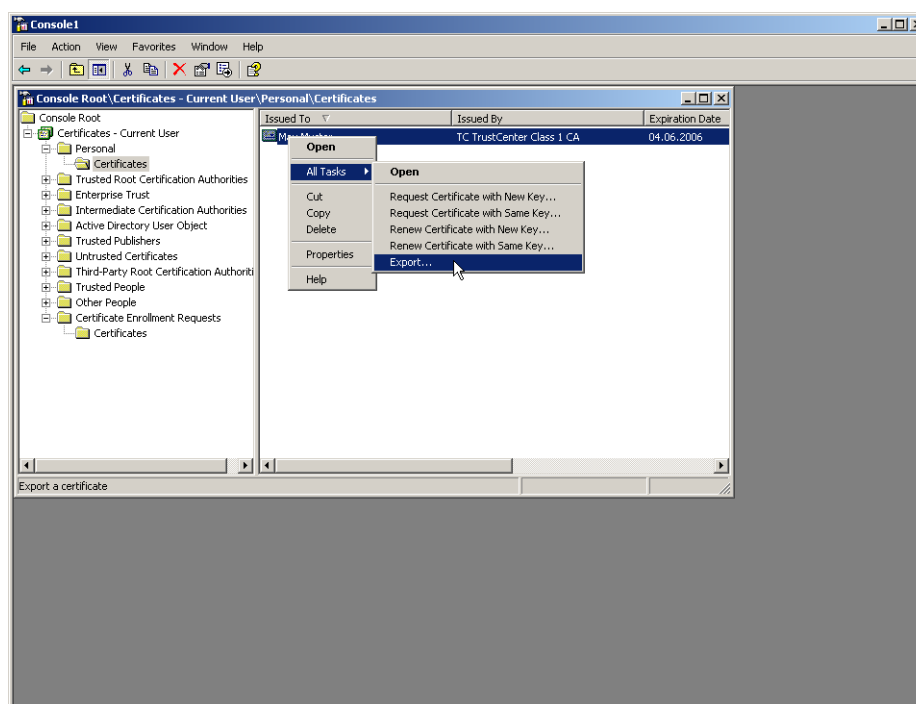 Console1
File Action View Favorites Window Help
Console Root\Certificates - Current User\Personal\Certificates
Console Root
Certificates - Current User
Personal
Certificates
Trusted Root Certification Authorities
Enterprise Trust
Intermediate Certification Authorities
Active Directory User Object
Trusted Publishers
Untrusted Certificates
Third-Party Root Certification Authoriti
Trusted People
Other People
Certificate Enrollment Requests
Certificates
Issued To Issued By Expiration Date
TC TrustCenter Class 1 CA 04.06.2006
Open
All Tasks
Cut
Copy
Delete
Properties
Help
Open
Request Certificate with New Key...
Request Certificate with Same Key...
Renew Certificate with New Key...
Renew Certificate with Same Key...
Export...
Export a certificate